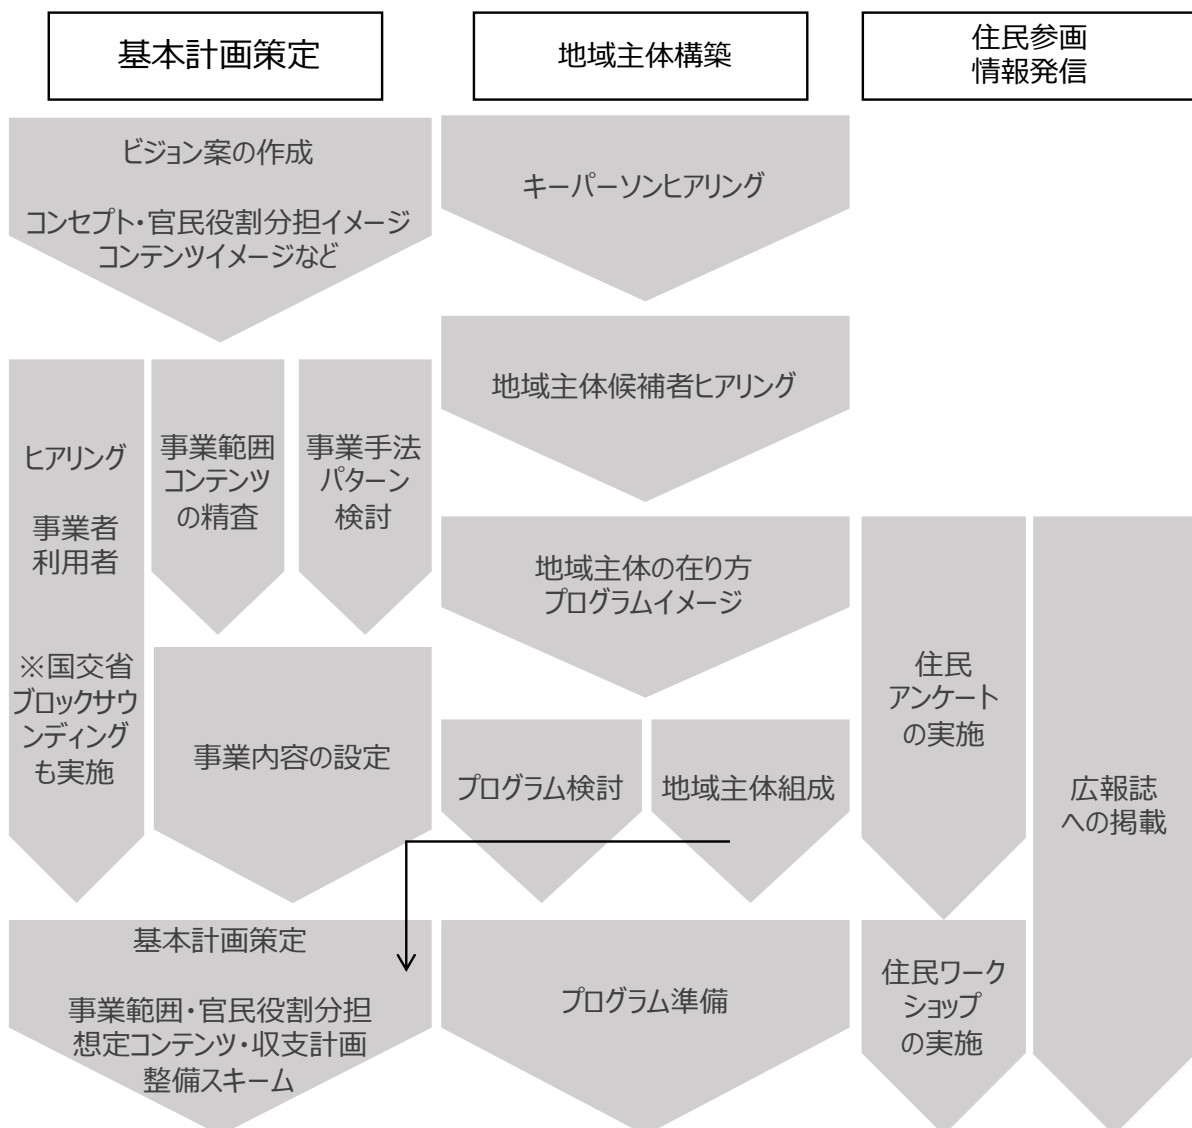 基本計画策定
地域主体構築
住民参画
情報発信
ビジョン案の作成
コンセプト・官民役割分担イメージ
コンテンツイメージなど
キーパーソンヒアリング
地域主体候補者ヒアリング
ヒアリング
事業者
利用者
※国交省
ブロックサウ
ンディング
も実施
事業範囲
コンテンツ
の精査
事業手法
パターン
検討
地域主体の在り方
プログラムイメージ
事業内容の設定
プログラム検討
地域主体組成
住民
アンケート
の実施
広報誌
への掲載
基本計画策定
事業範囲・官民役割分担
想定コンテンツ・収支計画
整備スキーム
プログラム準備
住民ワーク
ショップ
の実施